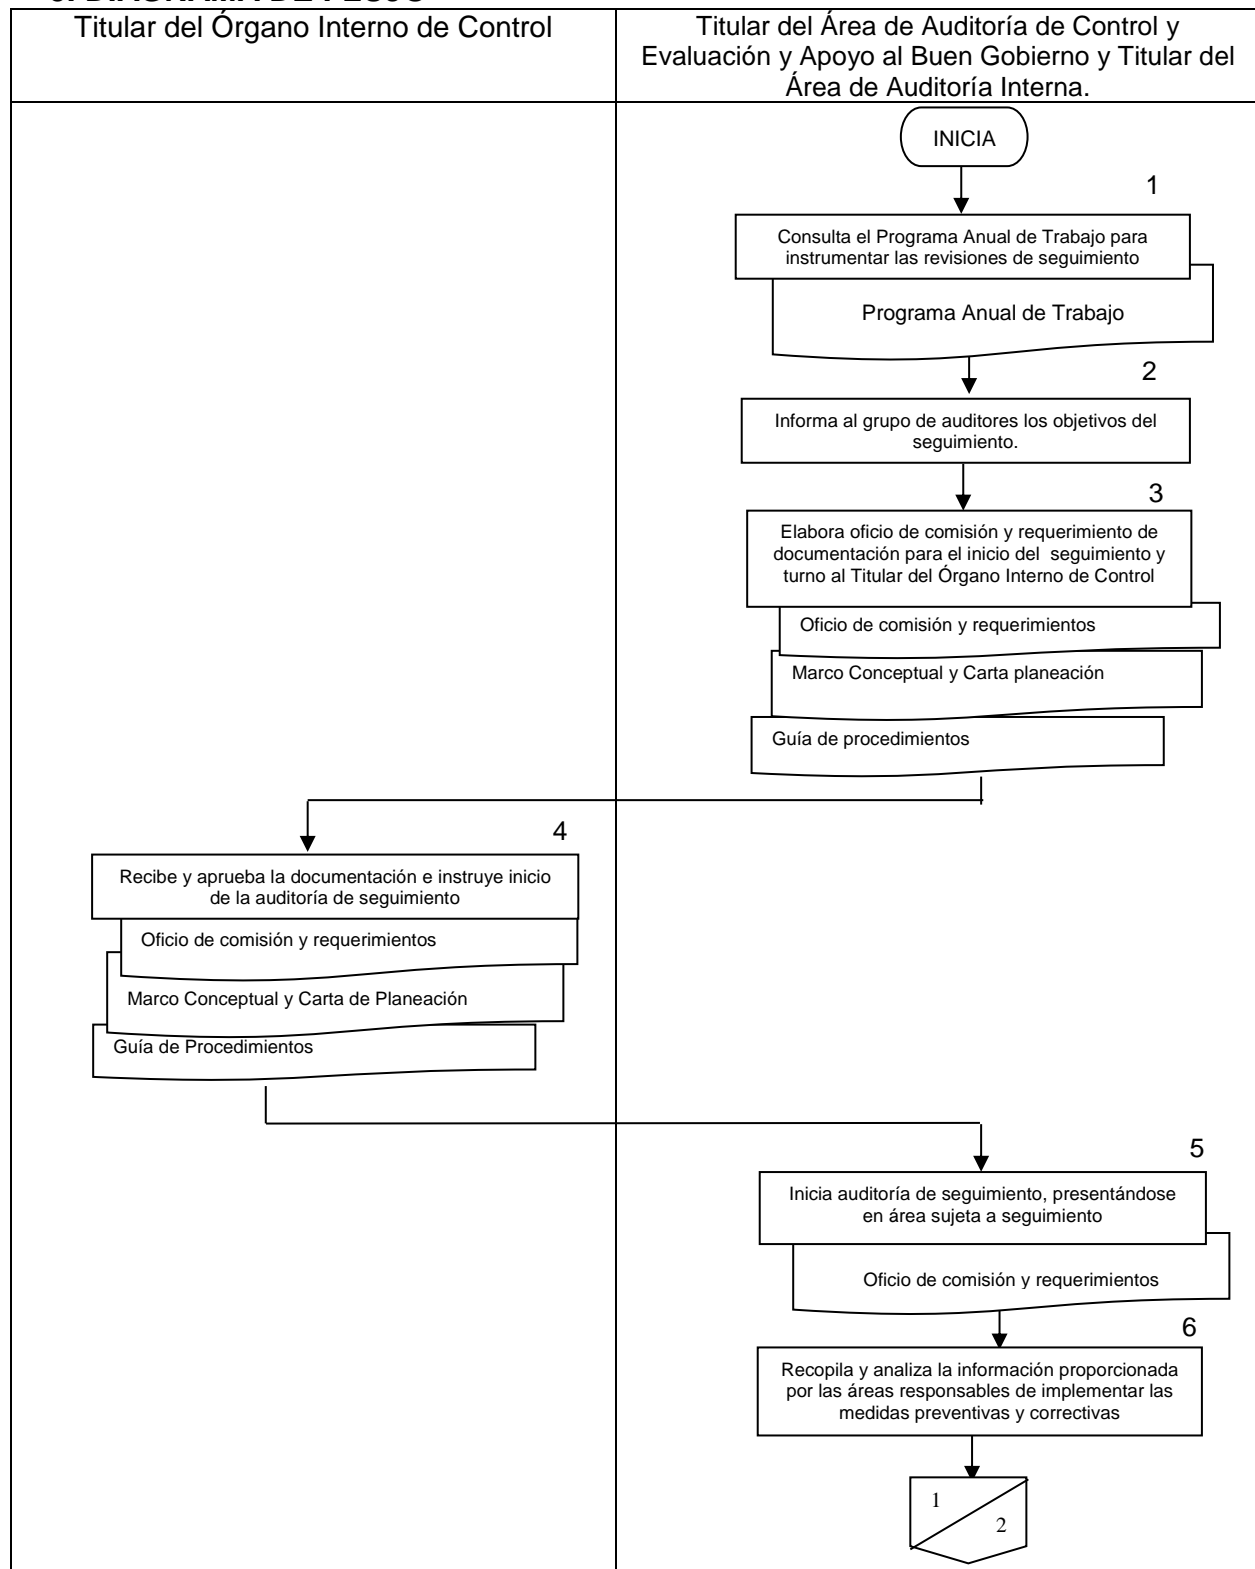 5. DIAGRAMA DE FLUJO
Titular del Órgano Interno de Control
Titular del Área de Auditoría de Control y
Evaluación y Apoyo al Buen Gobierno y Titular del
Área de Auditoría Interna.
INICIA
1
Consulta el Programa Anual de Trabajo para
instrumentar las revisiones de seguimiento
Programa Anual de Trabajo
2
Informa al grupo de auditores los objetivos del
seguimiento.
3
Elabora oficio de comisión y requerimiento de
documentación para el inicio del seguimiento y
turno al Titular del Órgano Interno de Control
Oficio de comisión y requerimientos
Marco Conceptual y Carta planeación
Guía de procedimientos
4
Recibe y aprueba la documentación e instruye inicio
de la auditoría de seguimiento
Oficio de comisión y requerimientos
Marco Conceptual y Carta de Planeación
Guía de Procedimientos
5
Inicia auditoría de seguimiento, presentándose
en área sujeta a seguimiento
Oficio de comisión y requerimientos
6
Recopila y analiza la información proporcionada
por las áreas responsables de implementar las
medidas preventivas y correctivas
1
2